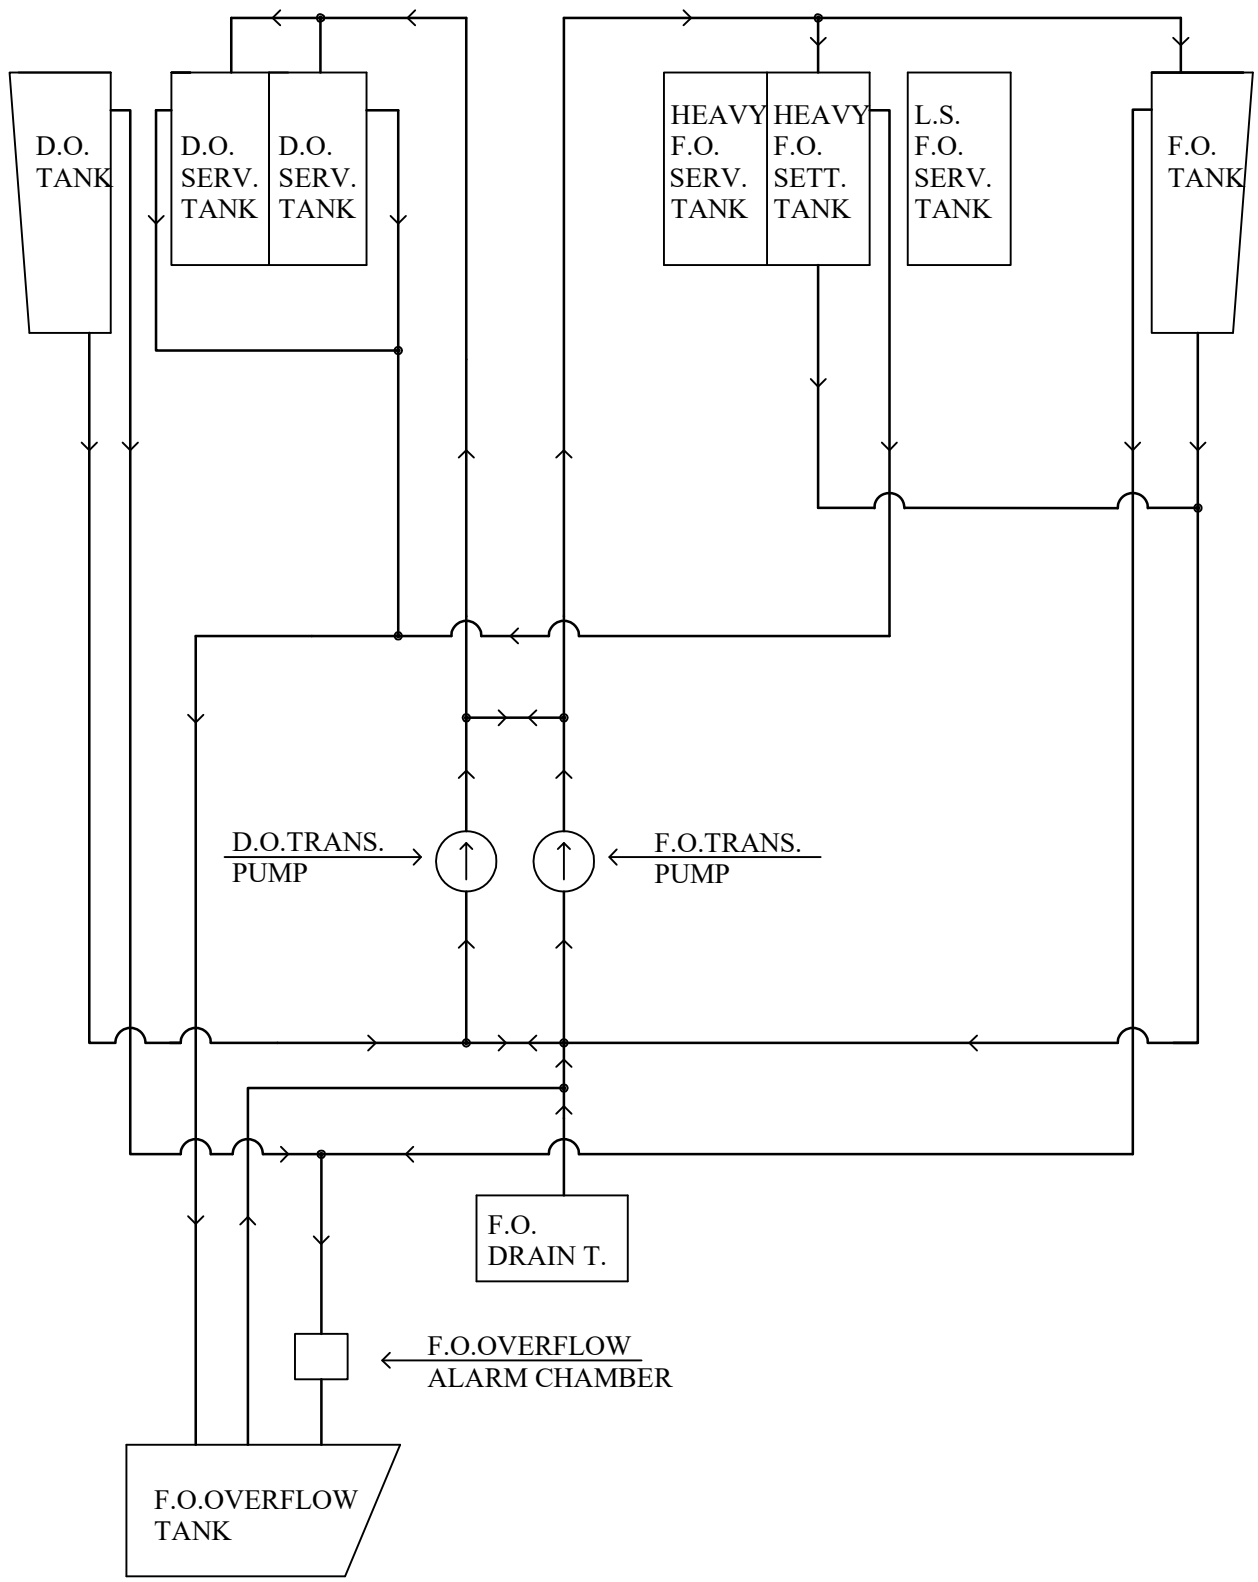 D.O.
TANK
D.O.
SERV.
TANK
D.O.
SERV.
TANK
HEAVY
F.O.
SERV.
TANK
HEAVY
F.O.
SETT.
TANK
L.S.
F.O.
SERV.
TANK
F.O.
TANK
D.O.TRANS.
PUMP
F.O.TRANS.
PUMP
F.O.
DRAIN T.
F.O.OVERFLOW
ALARM CHAMBER
F.O.OVERFLOW
TANK